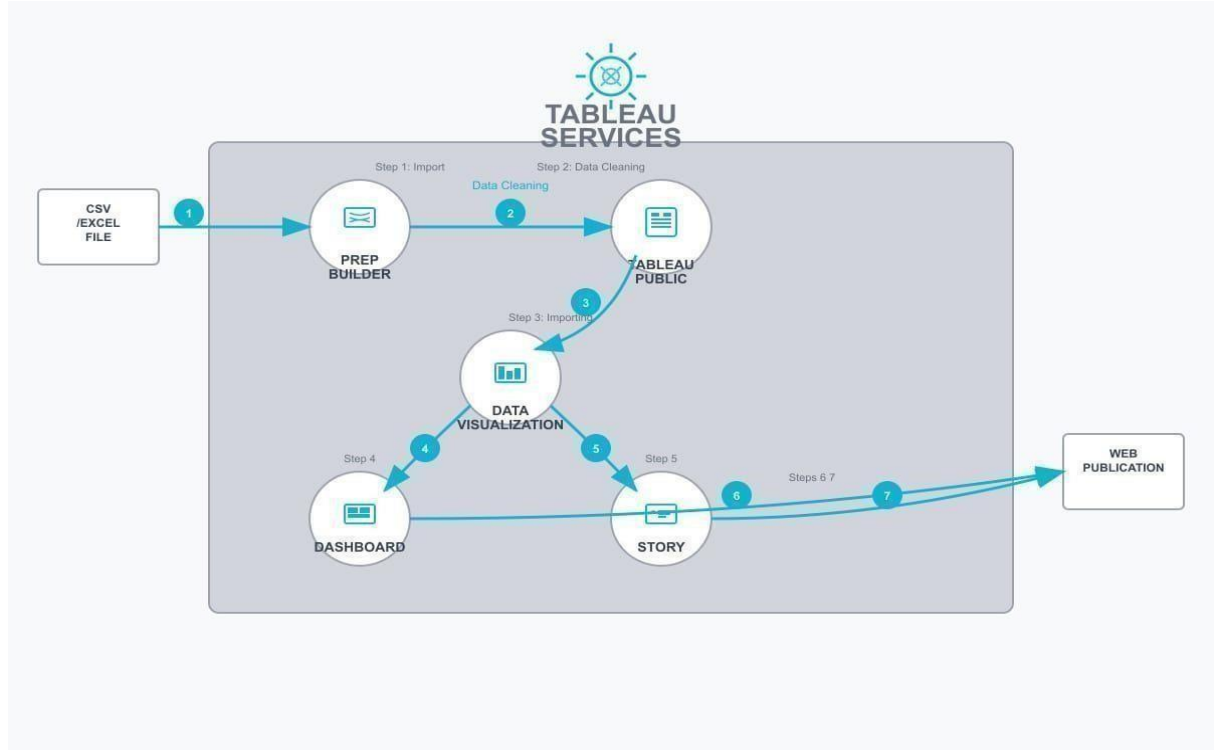 TABLEAU
SERVICES
Step 1: Import
Step 2: Data Cleaning
Data Cleaning
CSV
/EXCEL
FILE
1
2
PREP
BUILDER
TABLEAU
PUBLIC
3
Step 3: Importing
DATA
VISUALIZATION
4
5
Step 4
Step 5
Steps 6 7
WEB
PUBLICATION
6
7
DASHBOARD
STORY